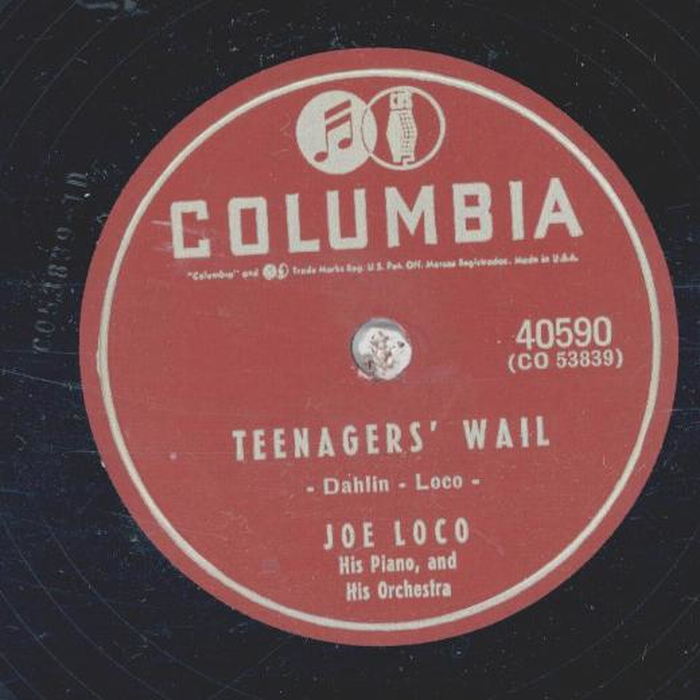 CBS
COLUMBIA
"Columbia" and Trade Marks Reg. U.S. Pat. Off. Marcas Registradas. Made in U.S.A.
40590
(CO 53839)
TEENAGERS' WAIL
- Dahlin - Loco -
JOE LOCO
His Piano, and
His Orchestra